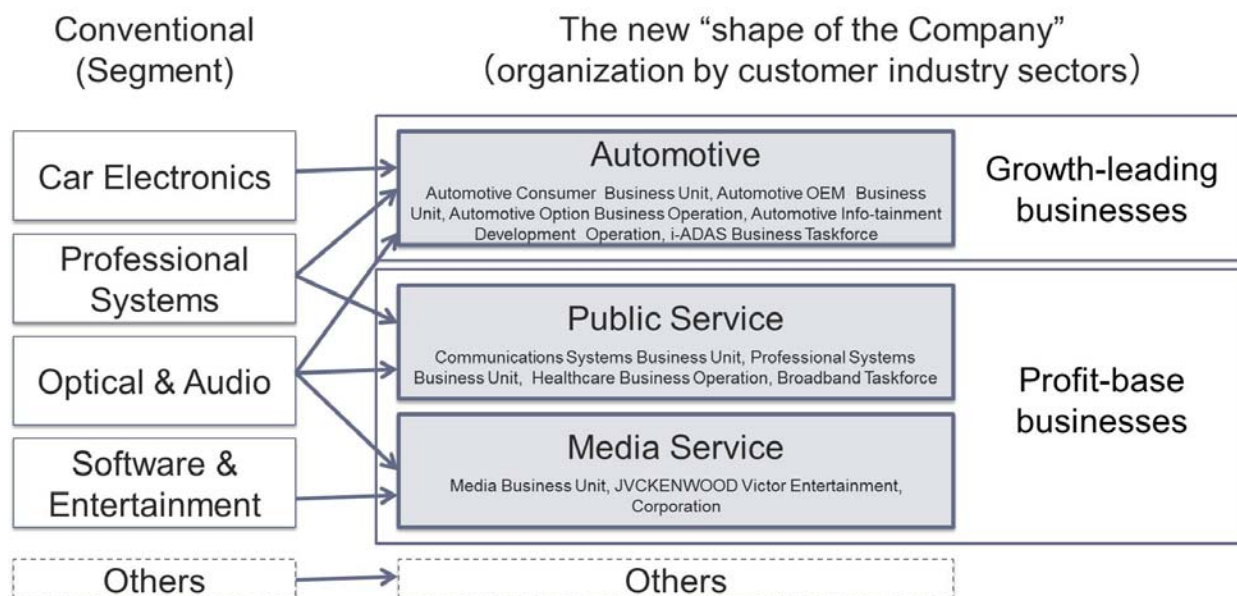 Conventional
(Segment)
The new “shape of the Company”
(organization by customer industry sectors)
Car Electronics
Professional
Systems
Optical & Audio
Software &
Entertainment
Others
Automotive
Automotive Consumer Business Unit, Automotive OEM Business
Unit, Automotive Option Business Operation, Automotive Info-tainment
Development Operation, i-ADAS Business Taskforce
Growth-leading
businesses
Public Service
Communications Systems Business Unit, Professional Systems
Business Unit, Healthcare Business Operation, Broadband Taskforce
Media Service
Media Business Unit, JVCKENWOOD Victor Entertainment,
Corporation
Profit-base
businesses
Others